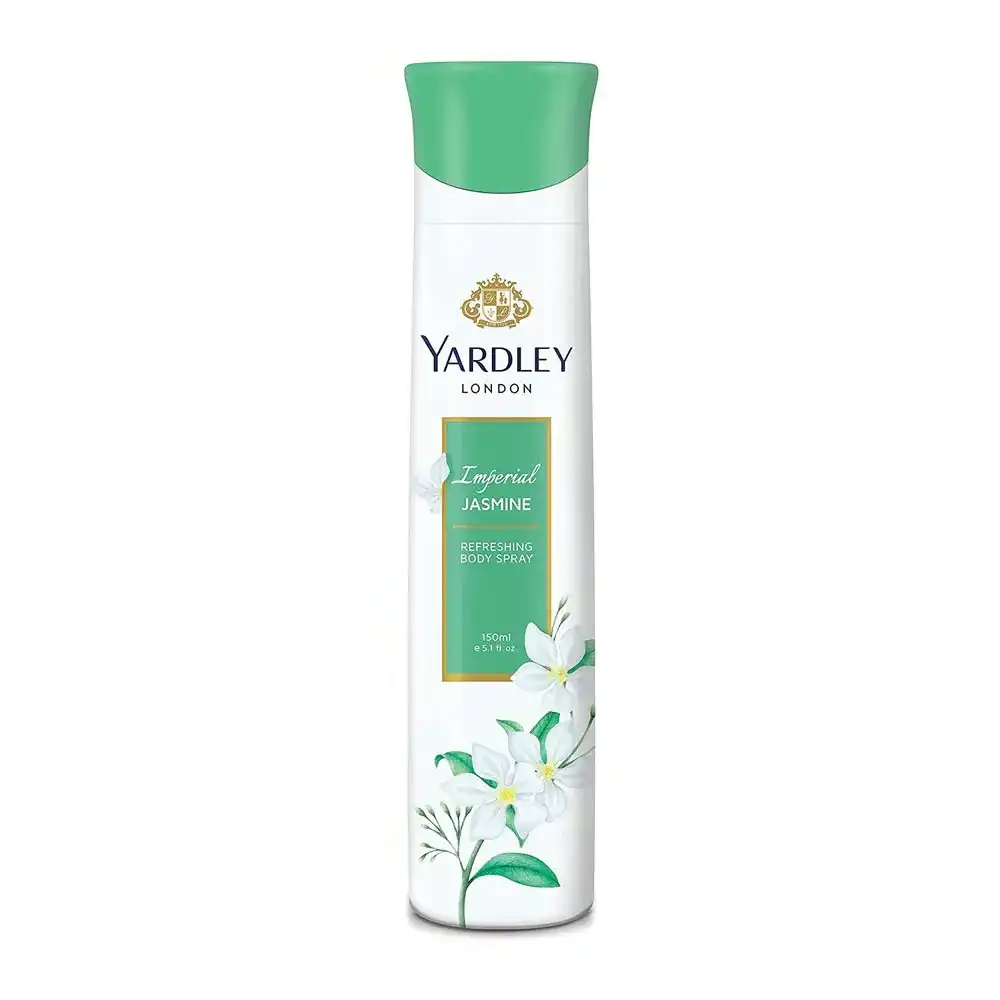 YARDLEY
LONDON
Imperial
JASMINE
REFRESHING
BODY SPRAY
150ml
e 5.1 fl.oz.